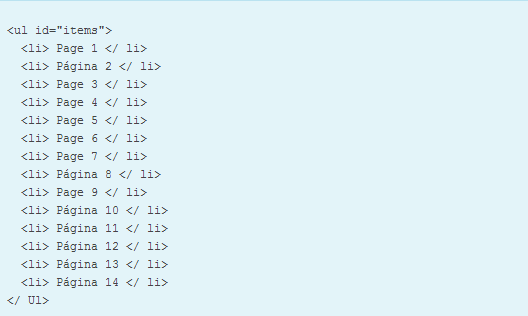 <ul id="items">
<li> Page 1 </ li>
<li> Página 2 </ li>
<li> Page 3 </ li>
<li> Page 4 </ li>
<li> Page 5 </ li>
<li> Page 6 </ li>
<li> Page 7 </ li>
<li> Página 8 </ li>
<li> Page 9 </ li>
<li> Página 10 </ li>
<li> Página 11 </ li>
<li> Página 12 </ li>
<li> Página 13 </ li>
<li> Página 14 </ li>
</ Ul>